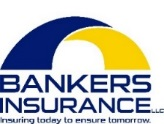 BANKERS
INSURANCE LLC
Insuring today to ensure tomorrow.